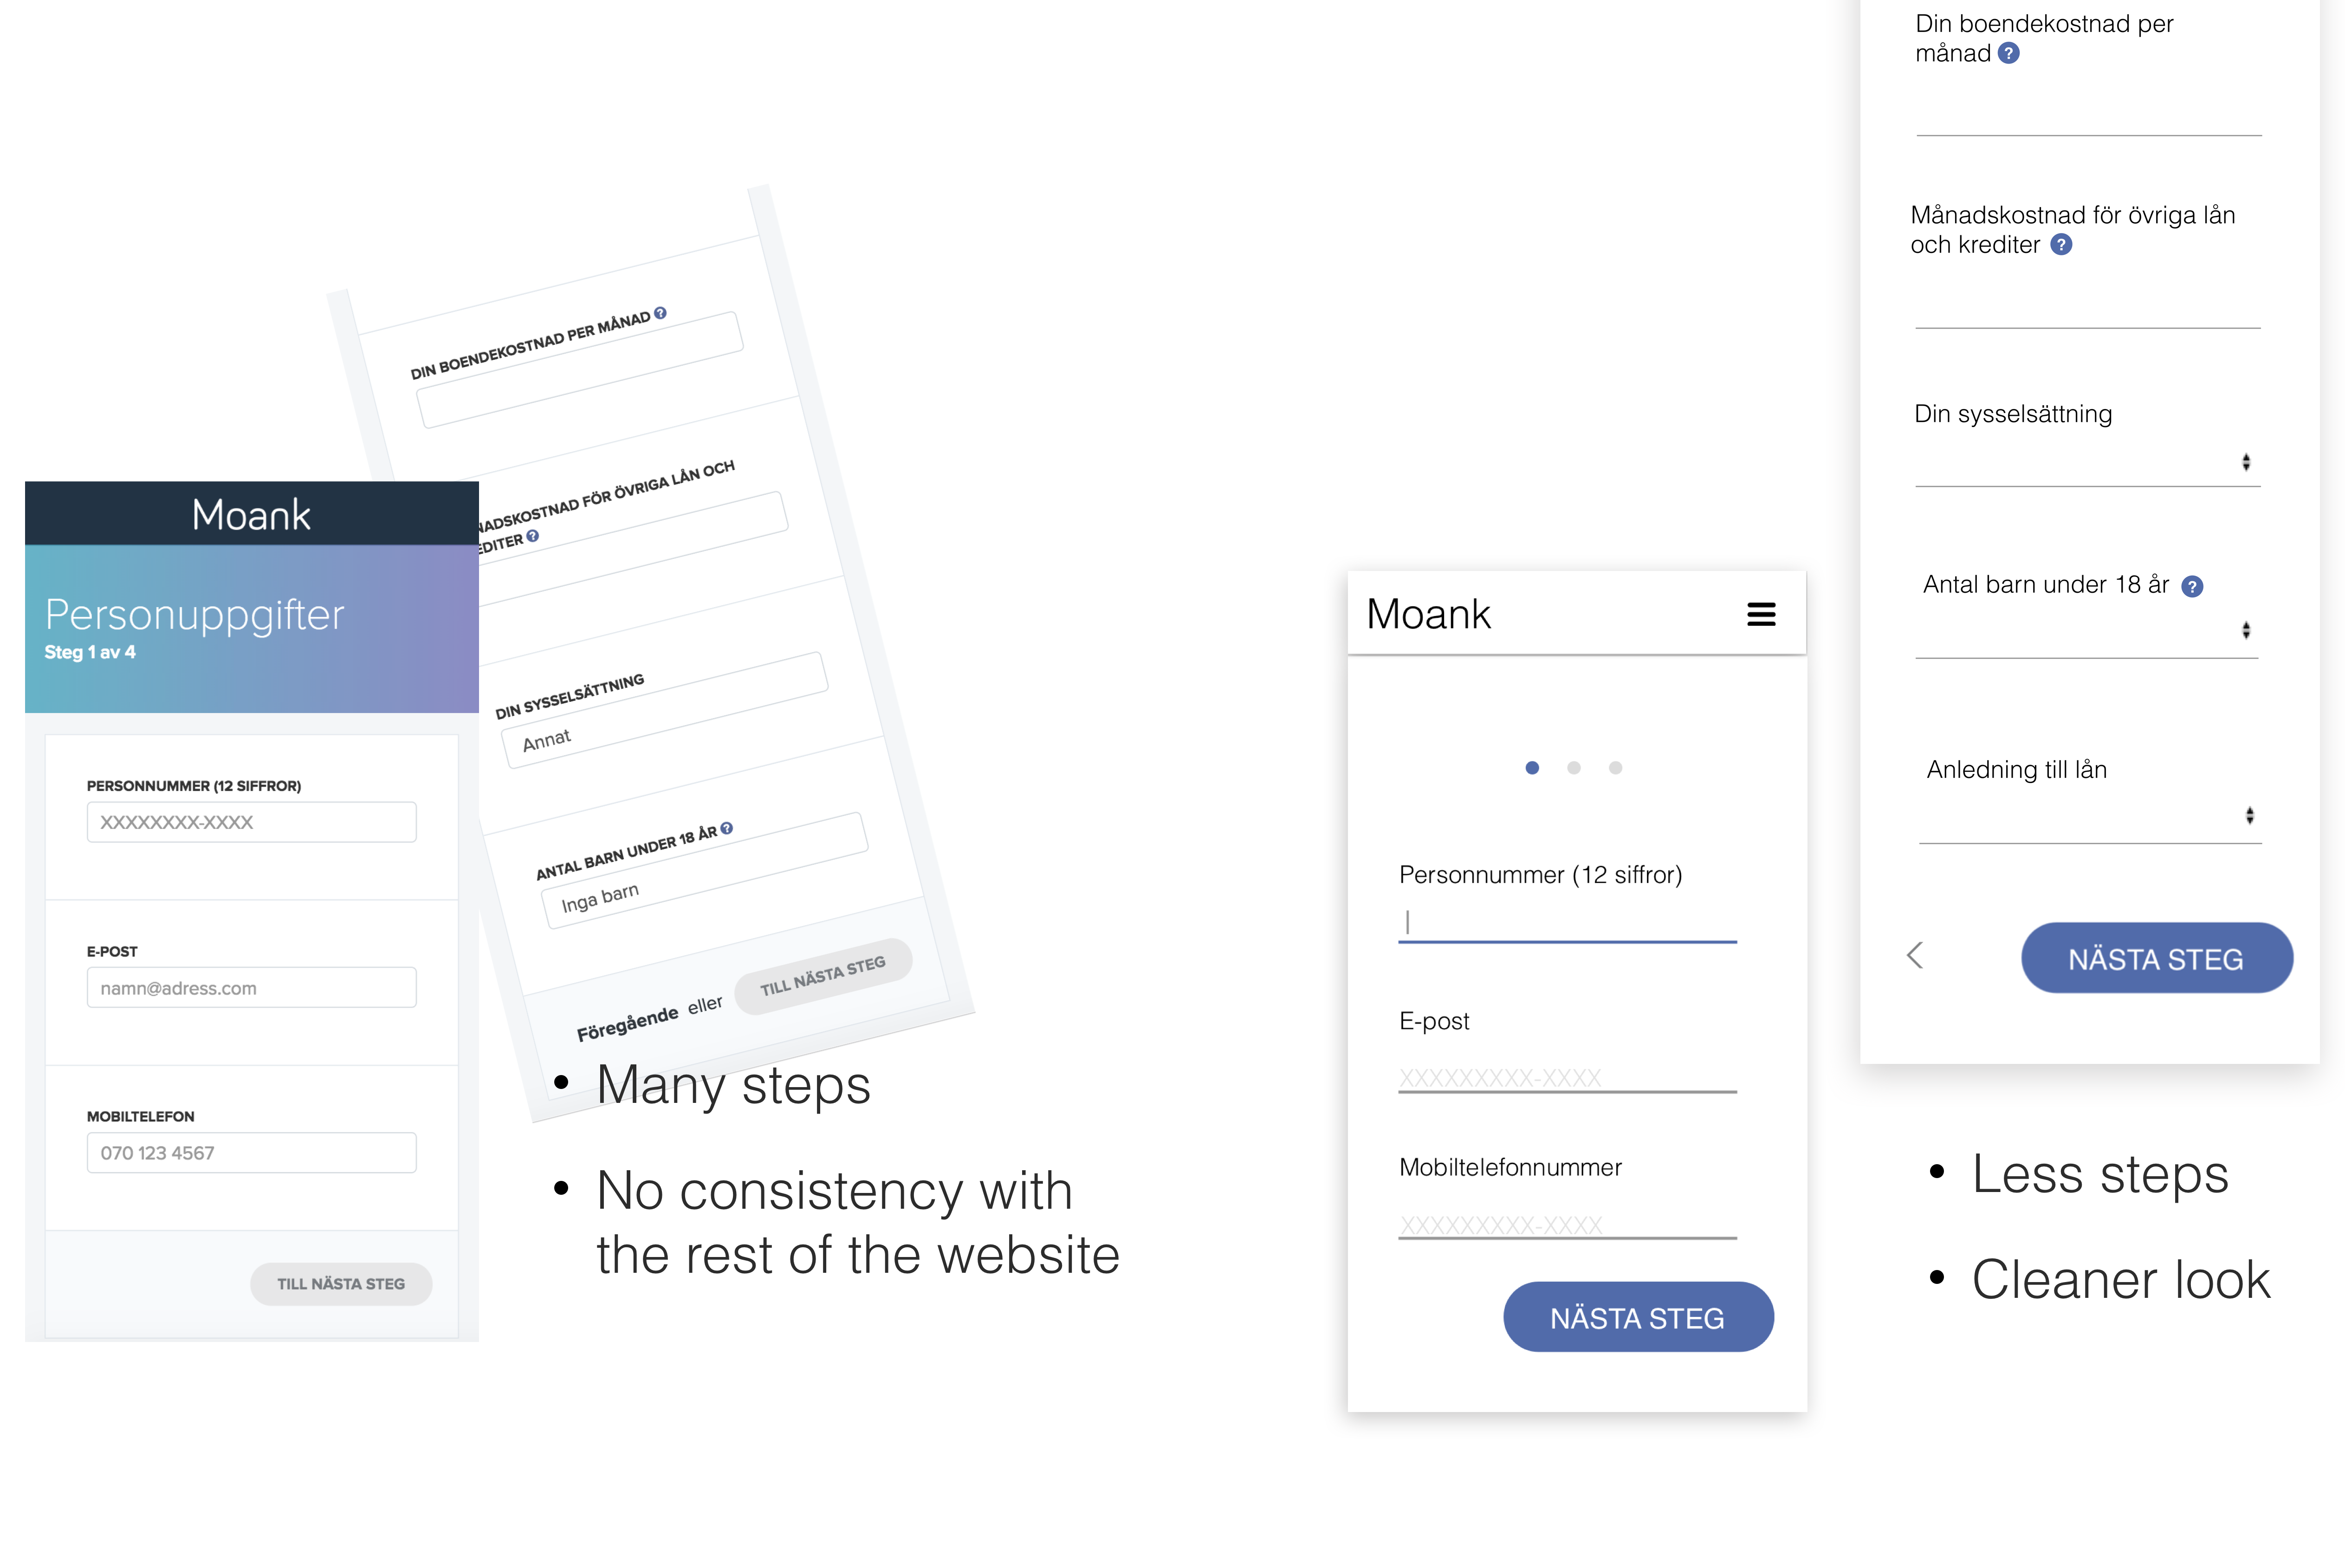 DIN BOENDEKOSTNAD PER MÅNAD ?
NADSKOSTNAD FÖR ÖVRIGA LÅN OCH
EDITER ?
DIN SYSSELSÄTTNING
Annat
ANTAL BARN UNDER 18 ÅR ?
Inga barn
Föregående eller TILL NÄSTA STEG
Moank
Personuppgifter
Steg 1 av 4
PERSONNUMMER (12 SIFFROR)
XXXXXXXX-XXXX
E-POST
namn@adress.com
MOBILTELEFON
070 123 4567
TILL NÄSTA STEG
• Many steps
• No consistency with
the rest of the website
Moank
Personnummer (12 siffror)
E-post
XXXXXXXXX-XXXX
Mobiltelefonnummer
XXXXXXXXX-XXXX
NÄSTA STEG
Din boendekostnad per
månad ?
Månadskostnad för övriga lån
och krediter ?
Din sysselsättning
Antal barn under 18 år ?
Anledning till lån
< NÄSTA STEG
• Less steps
• Cleaner look